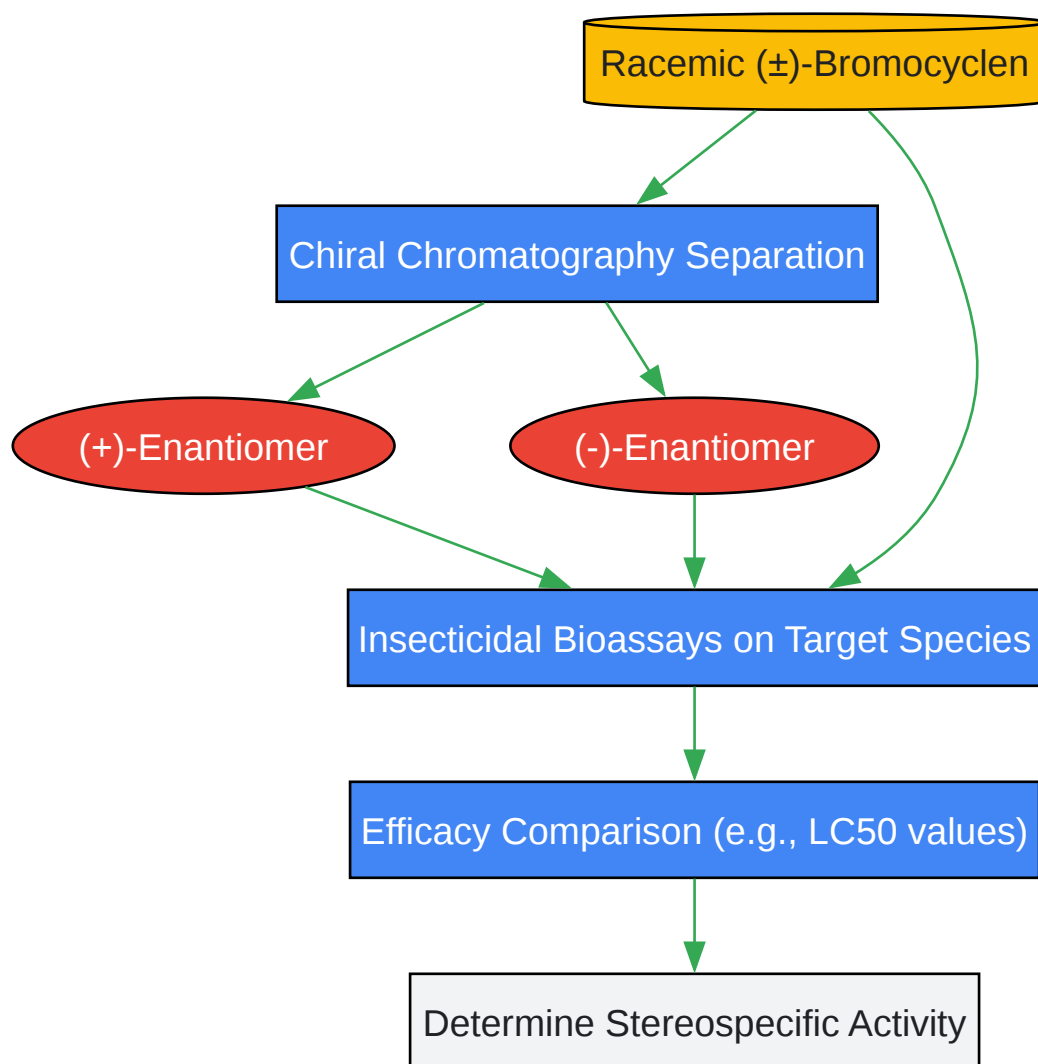 Racemic (±)-Bromocyclen
Chiral Chromatography Separation
(+)-Enantiomer
(-)-Enantiomer
Insecticidal Bioassays on Target Species
Efficacy Comparison (e.g., LC50 values)
Determine Stereospecific Activity